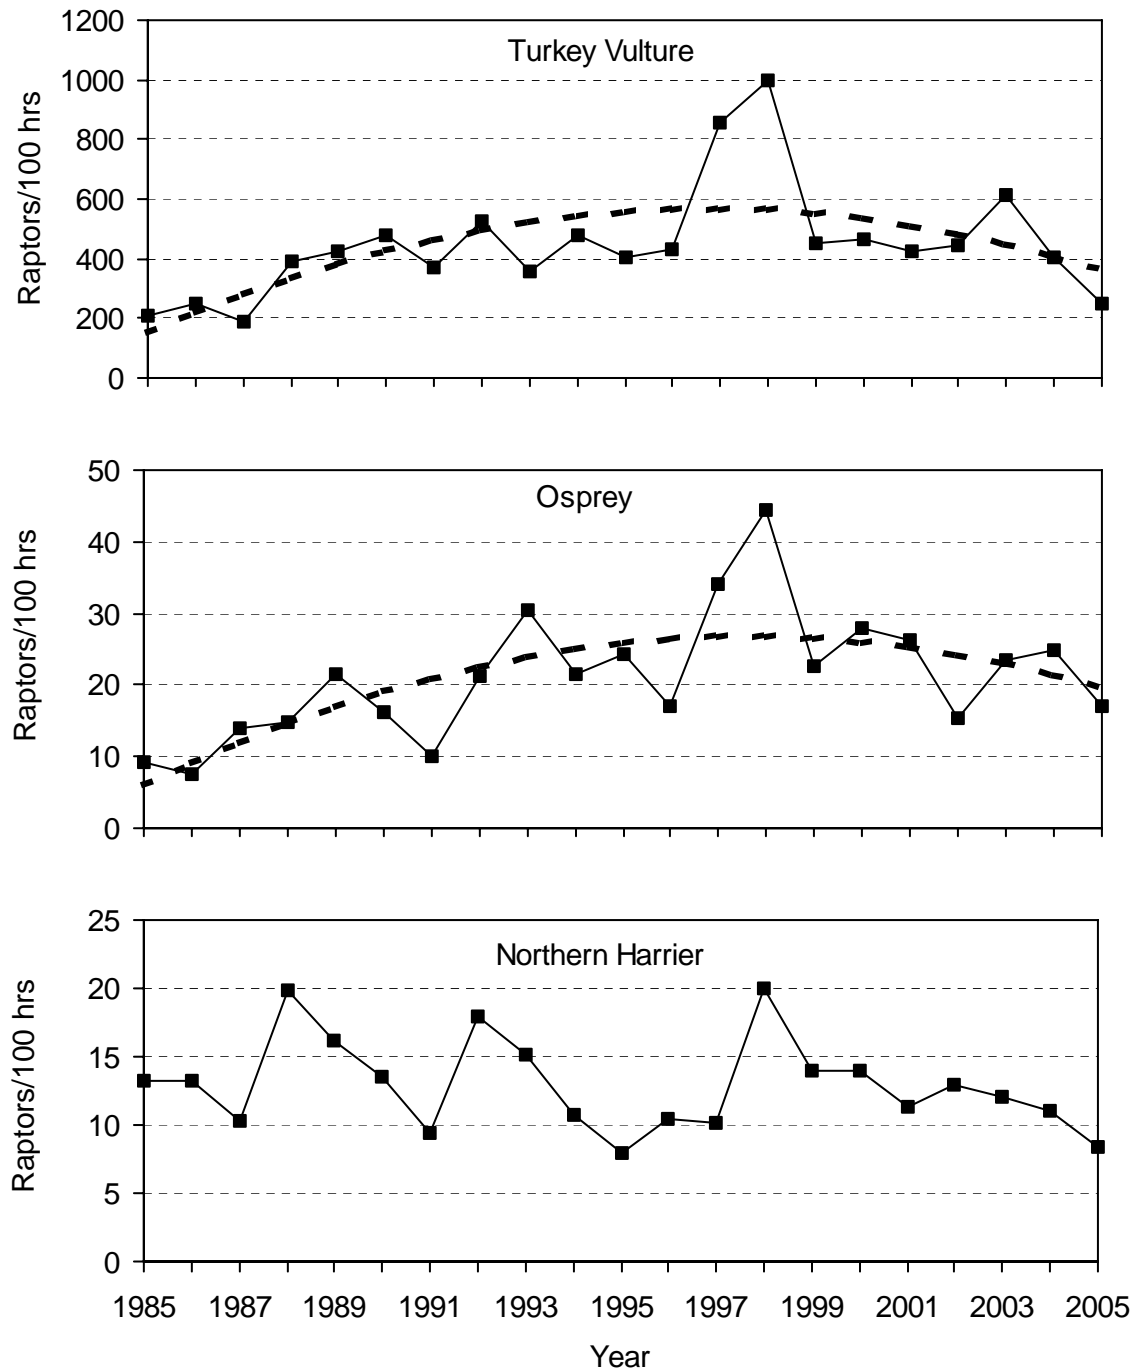 Turkey Vulture
Raptors/100 hrs
1200
1000
800
600
400
200
0
Osprey
Raptors/100 hrs
50
40
30
20
10
0
Northern Harrier
Raptors/100 hrs
25
20
15
10
5
0
1985 1987 1989 1991 1993 1995 1997 1999 2001 2003 2005
Year